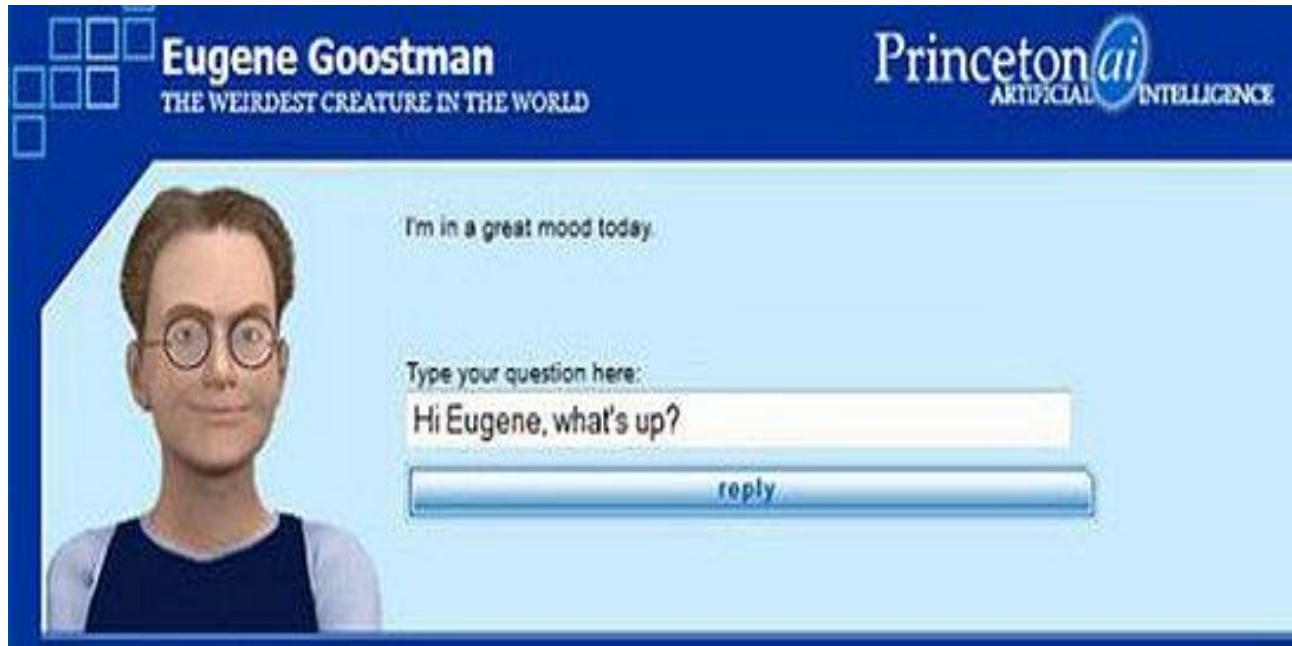 Eugene Goostman
THE WEIRDEST CREATURE IN THE WORLD
Princeton ai
ARTIFICIAL INTELLIGENCE
I'm in a great mood today.
Type your question here:
Hi Eugene, what's up?
reply